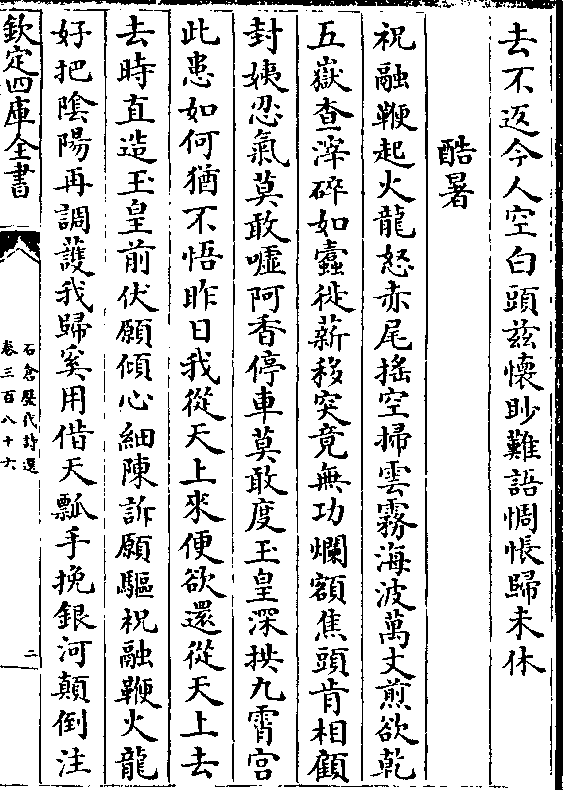 去不返今人空白頭兹懷眇難語惆悵歸未休
酷暑
祝融鞭起火龍怒赤尾摇空掃雲霧海波萬丈煎欲乾
五嶽查滓碎如虀徙薪移突竟無功爛額焦頭肯相顧
封姨忍氣莫敢嘘阿香停車莫敢度玉皇深拱九霄宫
此患如何猶不悟昨日我從天上來便欲還從天上去
去時直造玉皇前伏願傾心細陳訴願驅祝融鞭火龍
好把陰陽再調護我歸奚用借天瓢手挽銀河顛倒注
欽定四庫全書
石倉歷代詩選
卷三百八十六
二